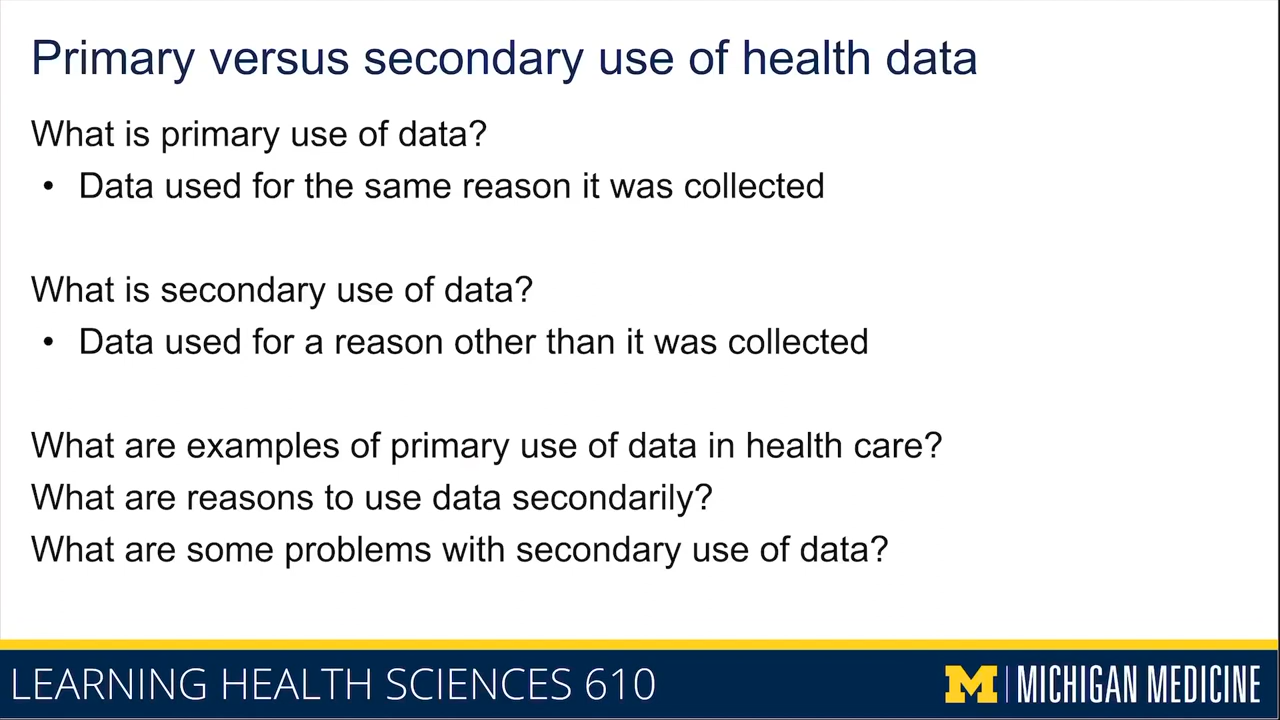 Primary versus secondary use of health data
What is primary use of data?
• Data used for the same reason it was collected
What is secondary use of data?
• Data used for a reason other than it was collected
What are examples of primary use of data in health care?
What are reasons to use data secondarily?
What are some problems with secondary use of data?
LEARNING HEALTH SCIENCES 610
M | MICHIGAN MEDICINE